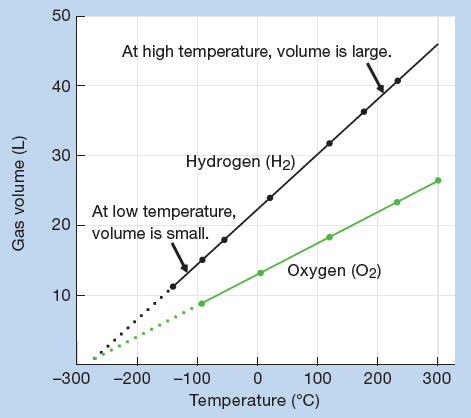 50
At high temperature, volume is large.
40
30
Hydrogen (H2)
Gas volume (L)
At low temperature,
20
volume is small.
Oxygen (O2)
10
–300 –200 –100 0 100 200 300
Temperature (°C)